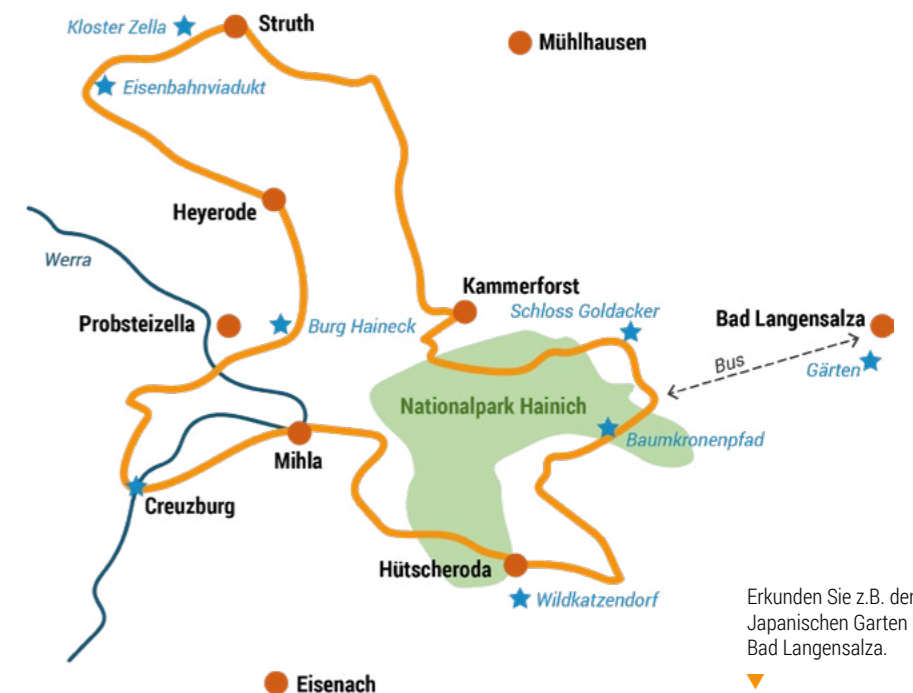 Kloster Zella
Struth
Mühlhausen
Eisenbahnviadukt
Heyerode
Werra
Kammerforst
Schloss Goldacker
Probsteizella
Burg Haineck
Bad Langensalza
Bus
Gärten
Nationalpark Hainich
Baumkronenpfad
Mihla
Creuzburg
Hütscheroda
Wildkatzendorf
Erkunden Sie z.B. den
Japanischen Garten
Bad Langensalza.
Eisenach